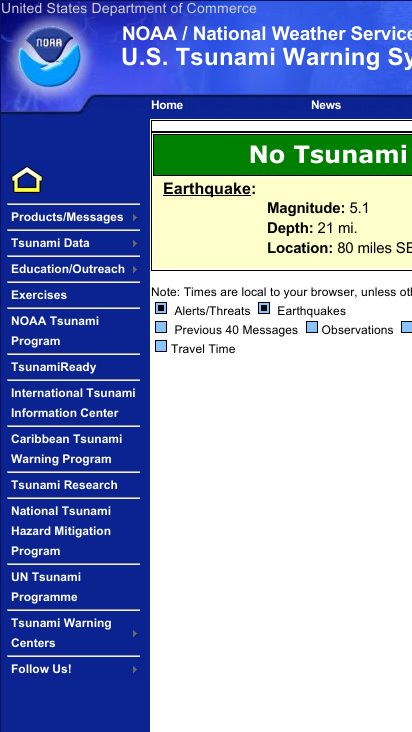 United States Department of Commerce
NOAA
NOAA / National Weather Service
U.S. Tsunami Warning Sy
Home News
No Tsunami
Earthquake:
Magnitude: 5.1
Depth: 21 mi.
Location: 80 miles SE
Products/Messages
Tsunami Data
Education/Outreach
Exercises
NOAA Tsunami
Program
TsunamiReady
International Tsunami
Information Center
Caribbean Tsunami
Warning Program
Tsunami Research
National Tsunami
Hazard Mitigation
Program
UN Tsunami
Programme
Tsunami Warning
Centers
Follow Us!
Note: Times are local to your browser, unless oth
Alerts/Threats Earthquakes
Previous 40 Messages Observations
Travel Time